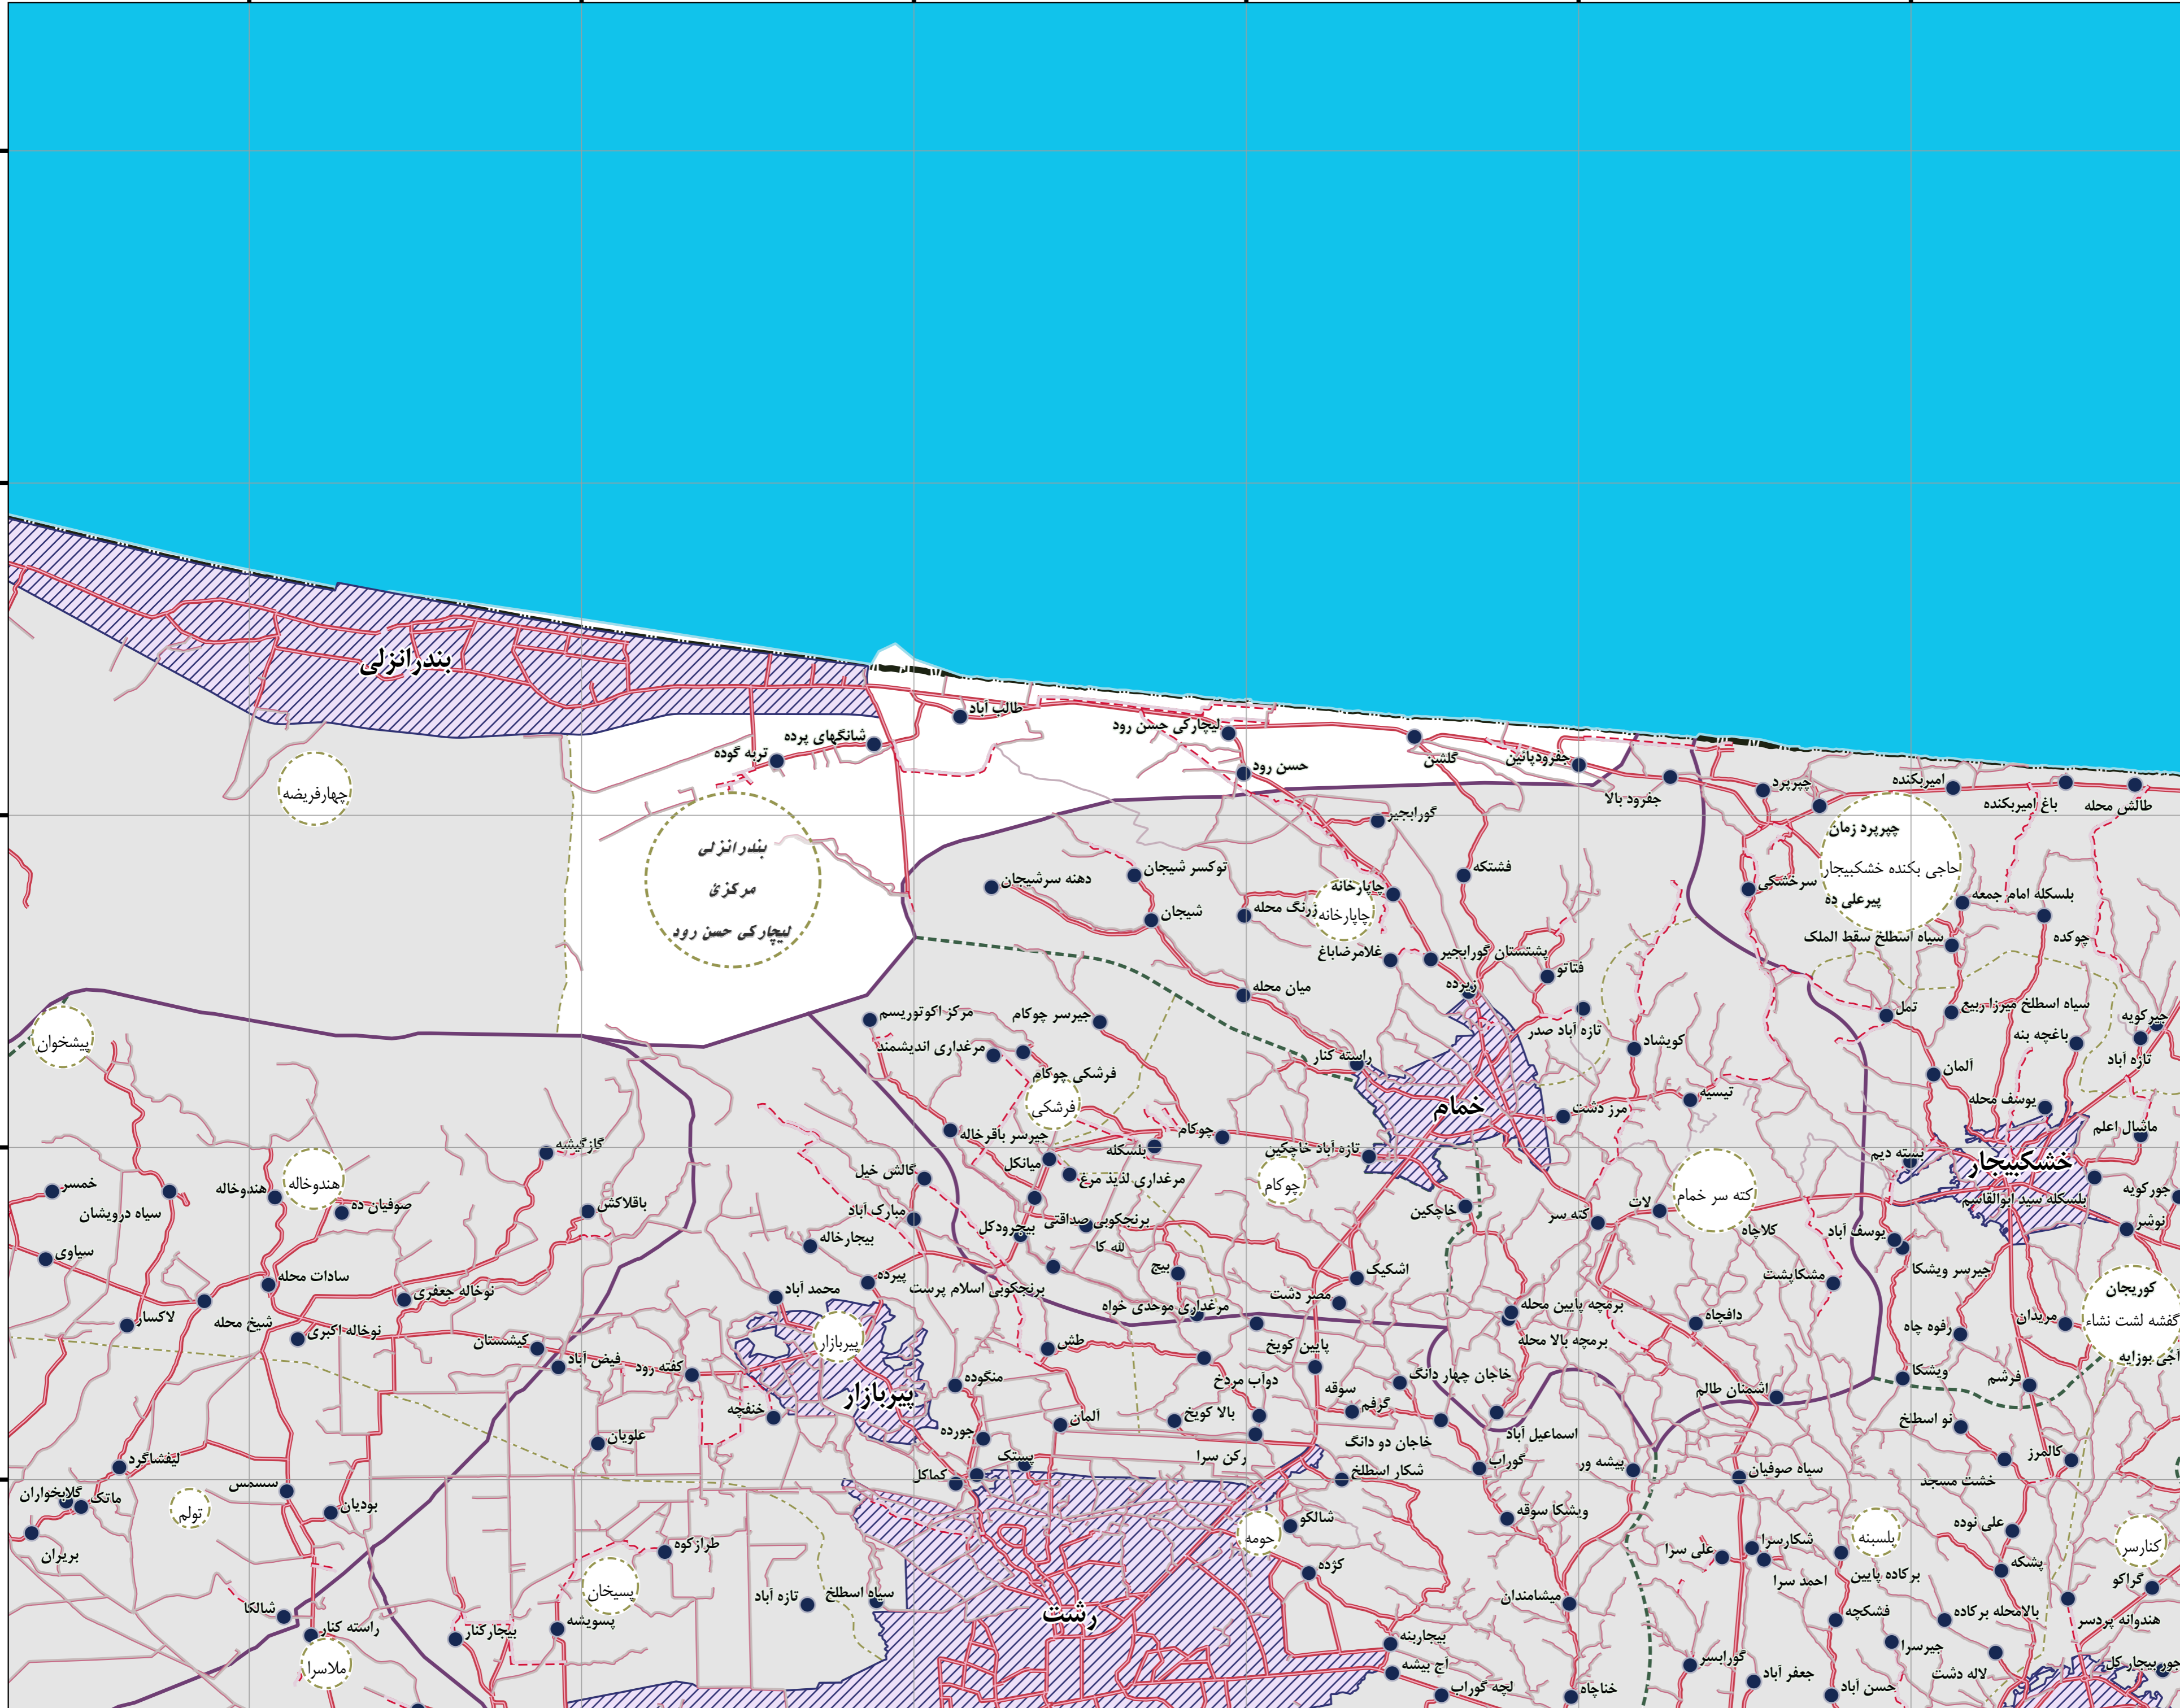 بندرانزلی
طالب آباد
لیچارکی حسن رود
شانگهای پرده
تربه گوده
گلشن
جفرودپائین
حسن رود
چهارفریضه
جفرود بالا
چپرپرد
امیربکنده
باغ امیربکنده
طالش محله
گورابجیر
چپرپرد زمان
بندر انزلی
مرکزی
لیچارکی حسن رود
حاجی بکنده خشکبیجار
پیرعلی ده
توکسر شیجان
فشتکه
دهنه سرشیجان
چاپارخانه
سرخشکی
بلسکله امام جمعه
شیجان
زرنگ محله
چاپارخانه
سیاه اسطلخ سقط الملک
چوکده
غلامرضاباغ
پشتستان گورابجیر
فتاتو
میان محله
زیرده
مرکز اکوتوریسم
جیرسر چوکام
تازه آباد صدر
تمل
سیاه اسطلخ میرزا ربیع
جیرکویه
پیشخوان
مرغداری اندیشمند
راسته کنار
کویشاد
باغچه بنه
تازه آباد
فرشکی چوکام
آلمان
فرشکی
خمام
تیسیه
مرز دشت
یوسف محله
ماشال اعلم
جیرسر باقرخاله
چوکام
گازگیشه
بلسکله
تازه آباد خاچکین
بسته دیم
خشکبیجار
میانکل
خمسر
هندوخاله
هندوخاله
گالش خیل
مرغداری لذیذ مرغ
چوکام
کته سر خمام
جورکویه
سیاه درویشان
صوفیان ده
باقلاکش
مبارک آباد
خاچکین
لات
بلسکله سید ابوالقاسم
بیجرودکل
برنجکوبی صداقتی
کته سر
کلاچاه
یوسف آباد
نوشر
سیاوی
بیجارخاله
لله کا
بیج
اشکیک
جیرسر ویشکا
سادات محله
پیرده
مشکاپشت
کوریجان
نوخاله جعفری
محمد آباد
برنجکوبی اسلام پرست
مصر دشت
لاکسار
شیخ محله
مرغداری موحدی خواه
برمچه پایین محله
دافچاه
مریدان
گفشه لشت نشاء
نوخاله اکبری
کیشستان
پیربازار
طش
پایین کویخ
برمچه بالا محله
رفوه چاه
فیض آباد
کفته رود
آجی بوزایه
منگوده
دوآب مردخ
خاجان چهار دانگ
ویشکا
پیربازار
سوقه
اشمنان طالم
فرشم
خنفچه
آلمان
بالا کویخ
گرفم
نو اسطلخ
علویان
جورده
خاجان دو دانگ
اسماعیل آباد
لیفشاگرد
پستک
رکن سرا
گوراب
پیشه ور
کالمرز
کماکل
شکار اسطلخ
سیاه صوفیان
خشت مسجد
سسمس
گلابخواران
ماتک
تولم
بودیان
ویشکا سوقه
شالکو
حومه
علی نوده
بلسبنه
بریران
طرازکوه
علی سرا
شکارسرا
کنارسر
پسیخان
کژده
احمد سرا
برکاده پایین
پشکه
گراکو
تازه آباد
سیاه اسطلخ
رشت
میشامندان
شالکا
فشکچه
بالامحله برکاده
هندوانه پردسر
راسته کنار
بیجارکنار
پسویشه
بیجاربنه
جیرسرا
ملاسرا
آج بیشه
گورابسر
جعفر آباد
لاله دشت
جور بیجار کل
لچه گوراب
خناچاه
حسن آباد